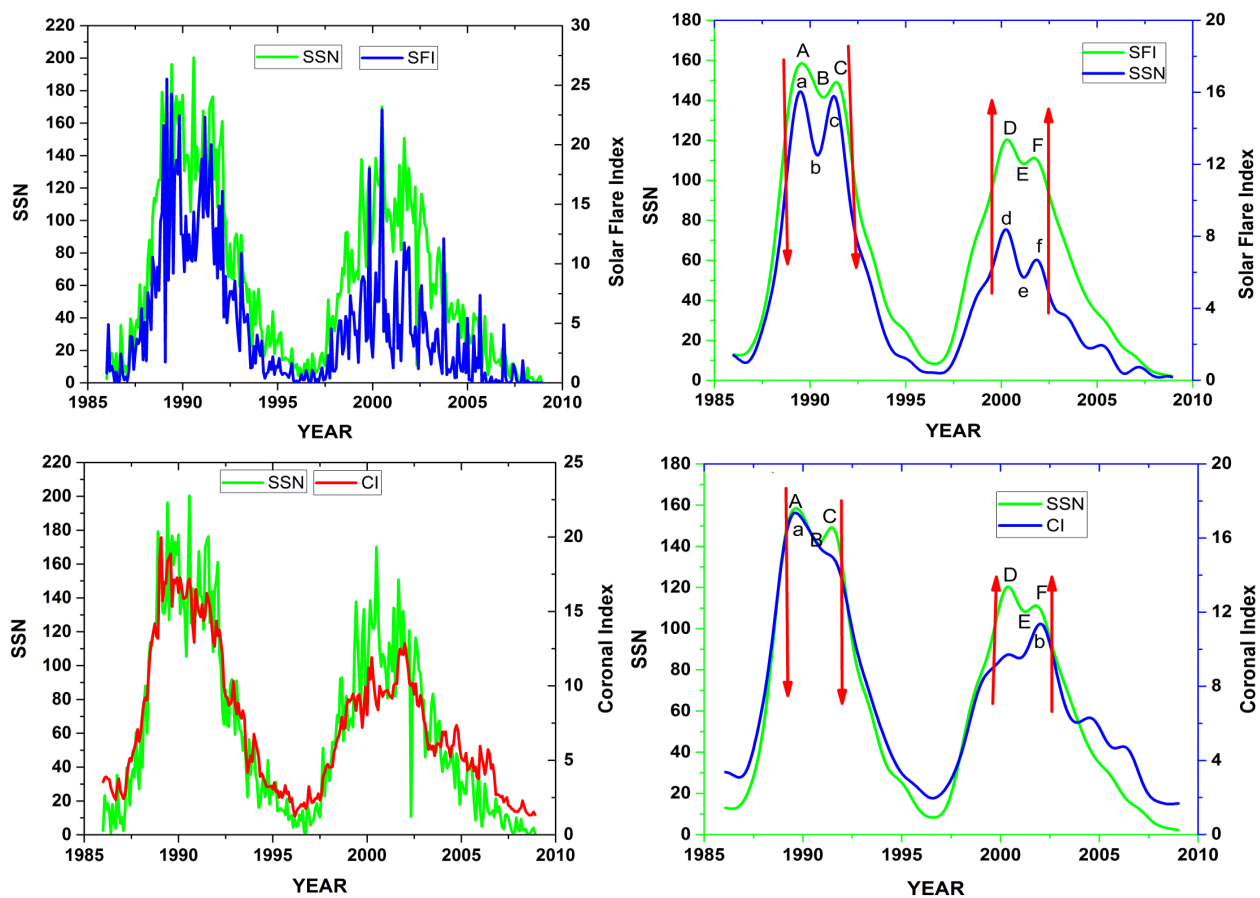 220
200
180
160
140
120
100
80
60
40
20
0
SSN
SSN SFI
30
25
20
15
10
5
0
Solar Flare Index
1985 1990 1995 2000 2005 2010
YEAR
180
160
140
120
100
80
60
40
20
0
SSN
SFI
SSN
A
B
C
a
b
c
D
E
F
d
e
f
20
16
12
8
4
0
Solar Flare Index
1985 1990 1995 2000 2005 2010
YEAR
220
200
180
160
140
120
100
80
60
40
20
0
SSN
SSN CI
25
20
15
10
5
0
Coronal Index
1985 1990 1995 2000 2005 2010
YEAR
180
160
140
120
100
80
60
40
20
0
SSN
SSN
CI
A
a
B
C
D
E
F
b
20
16
12
8
4
0
Coronal Index
1985 1990 1995 2000 2005 2010
YEAR